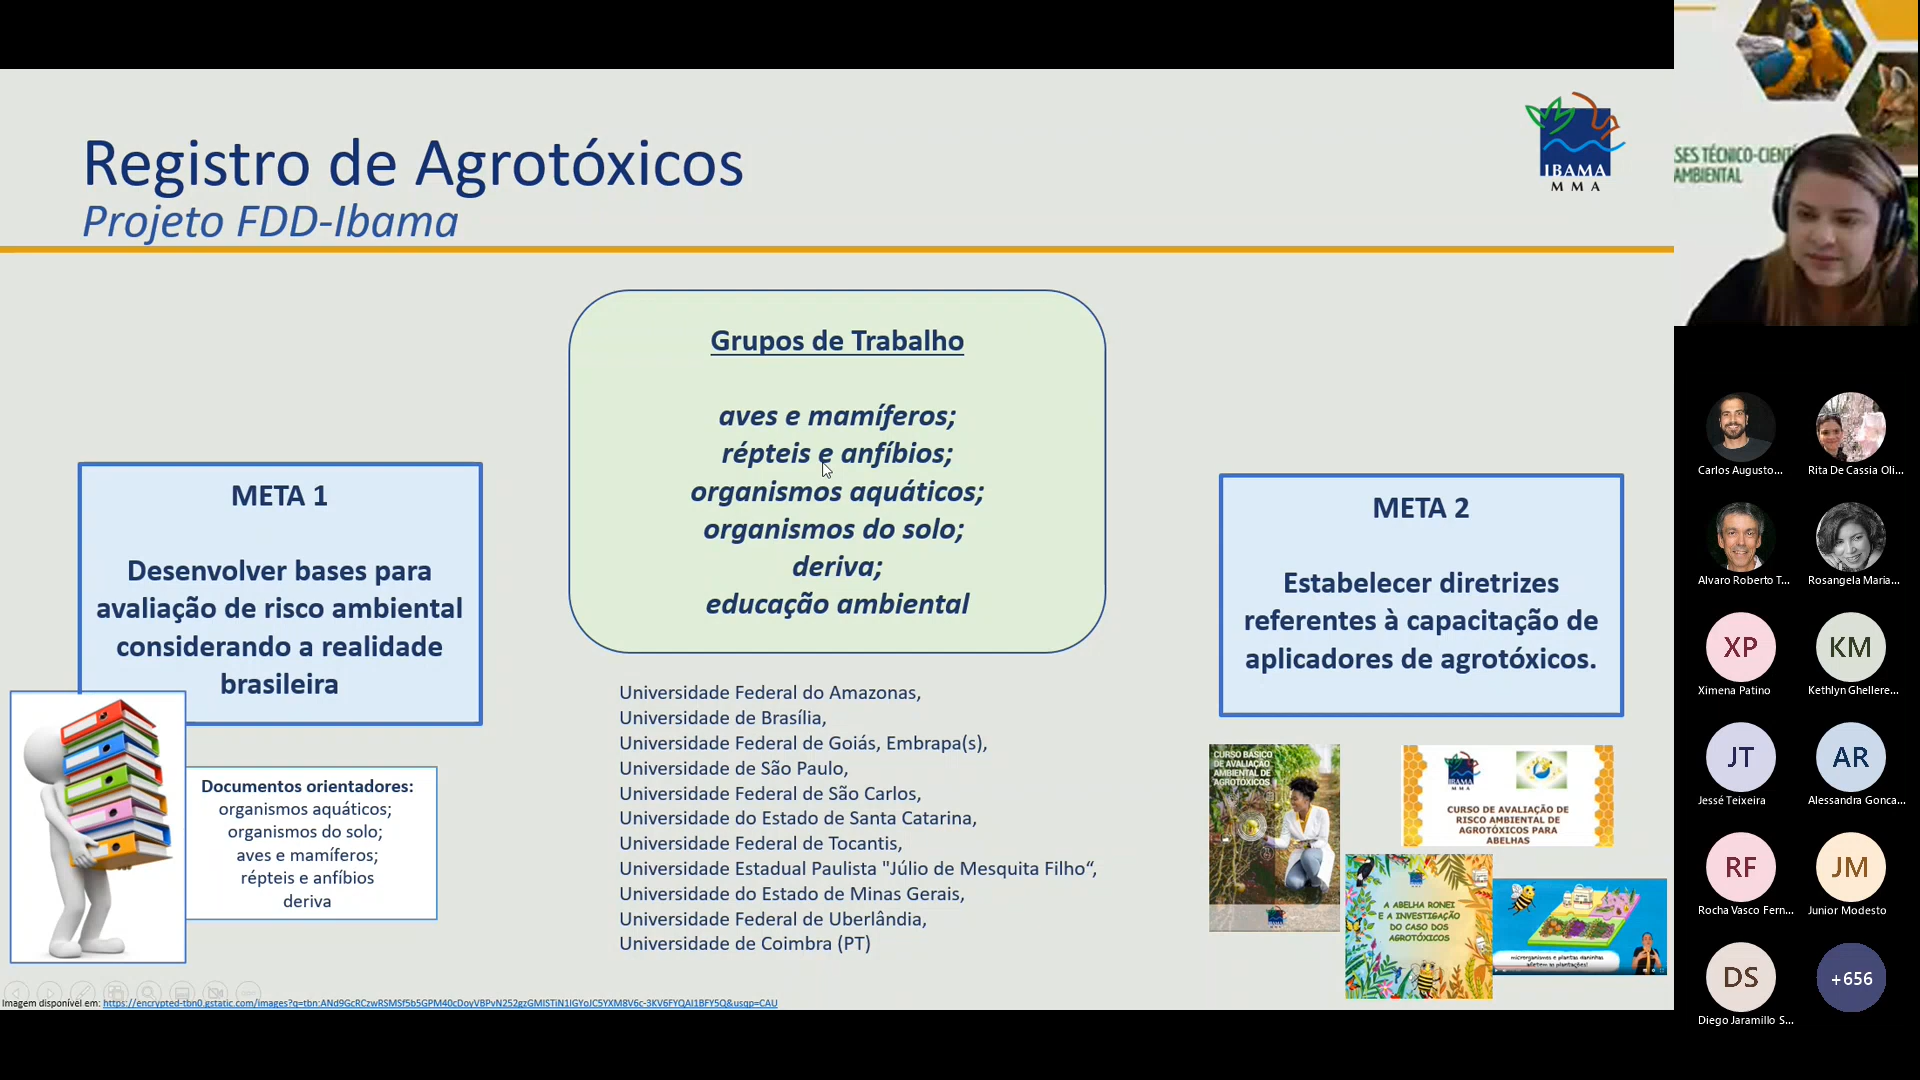 Registro de Agrotóxicos
Projeto FDD-Ibama
IBAMA
M M A
SES TÉCNICO-CIENTÍ
AMBIENTAL
Grupos de Trabalho
aves e mamíferos;
répteis e anfíbios;
organismos aquáticos;
organismos do solo;
deriva;
educação ambiental
META 1
Desenvolver bases para
avaliação de risco ambiental
considerando a realidade
brasileira
META 2
Estabelecer diretrizes
referentes à capacitação de
aplicadores de agrotóxicos.
Documentos orientadores:
organismos aquáticos;
organismos do solo;
aves e mamíferos;
répteis e anfíbios
deriva
Universidade Federal do Amazonas,
Universidade de Brasília,
Universidade Federal de Goiás, Embrapa(s),
Universidade de São Paulo,
Universidade Federal de São Carlos,
Universidade do Estado de Santa Catarina,
Universidade Federal de Tocantis,
Universidade Estadual Paulista "Júlio de Mesquita Filho“,
Universidade do Estado de Minas Gerais,
Universidade Federal de Uberlândia,
Universidade de Coimbra (PT)
CURSO BÁSICO
DE AVALIAÇÃO
AMBIENTAL DE
AGROTÓXICOS
IBAMA
M M A
CURSO DE AVALIAÇÃO DE
RISCO AMBIENTAL DE
AGROTÓXICOS PARA
ABELHAS
A ABELHA RONEI
E A INVESTIGAÇÃO
DO CASO DOS
AGROTÓXICOS
microrganismos e plantas daninhas
afetem as plantações!
Imagem disponível em:
Carlos Augusto...
Rita De Cassia Oli...
Alvaro Roberto T...
Rosangela Maria...
XP
KM
Ximena Patino
Kethlyn Ghellere...
JT
AR
Jessé Teixeira
Alessandra Gonca...
RF
JM
Rocha Vasco Fern...
Junior Modesto
DS
+656
Diego Jaramillo S...